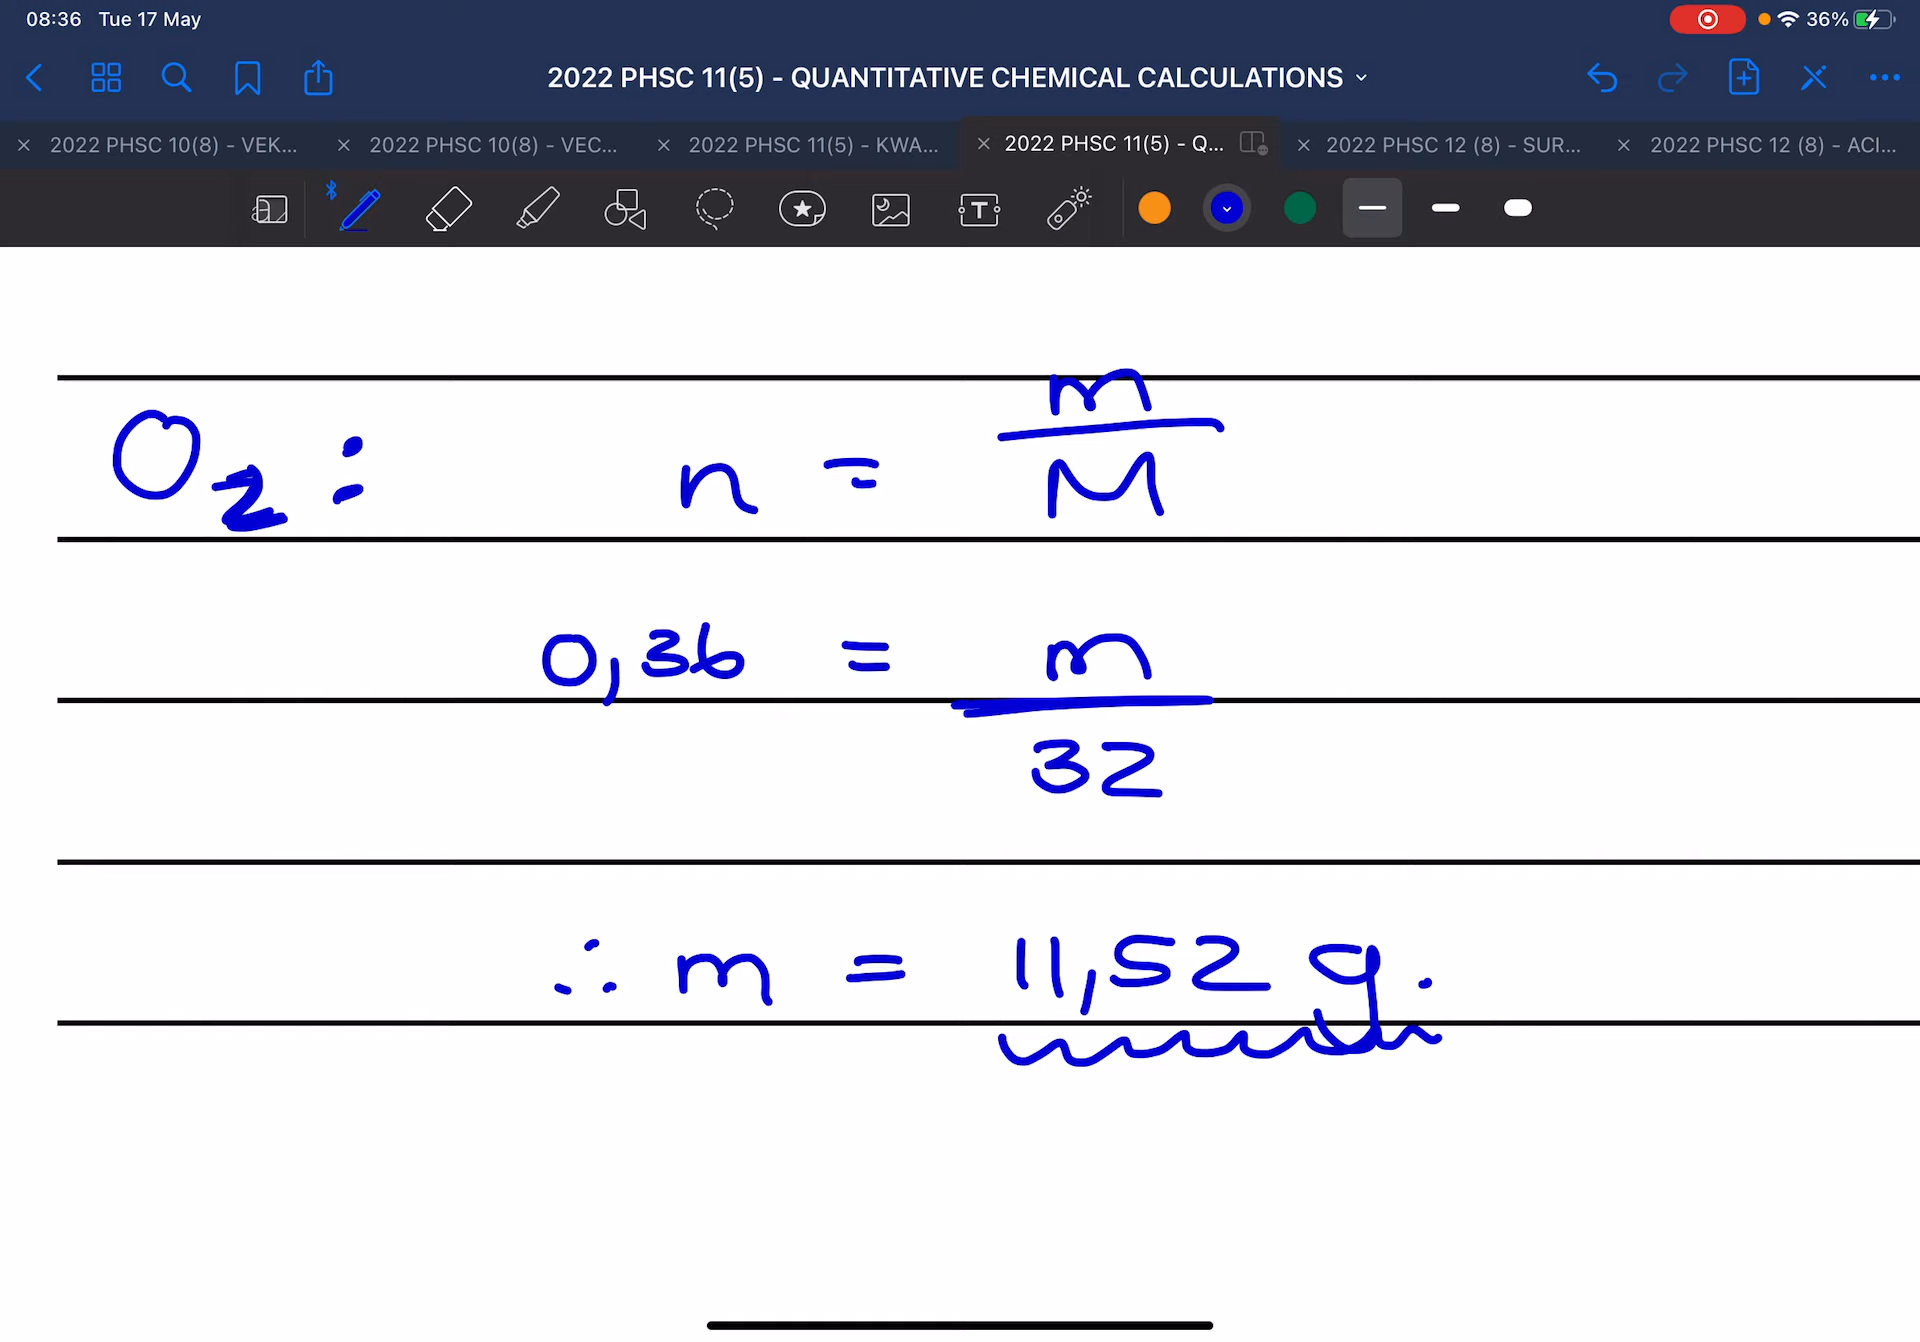 08:36 Tue 17 May 36%
2022 PHSC 11(5) - QUANTITATIVE CHEMICAL CALCULATIONS
2022 PHSC 10(8) - VEK... 2022 PHSC 10(8) - VEC... 2022 PHSC 11(5) - KWA... 2022 PHSC 11(5) - Q... 2022 PHSC 12 (8) - SUR... 2022 PHSC 12 (8) - ACI...
O₂ : n = m/M
0,36 = m/32
∴ m = 11,52 g.